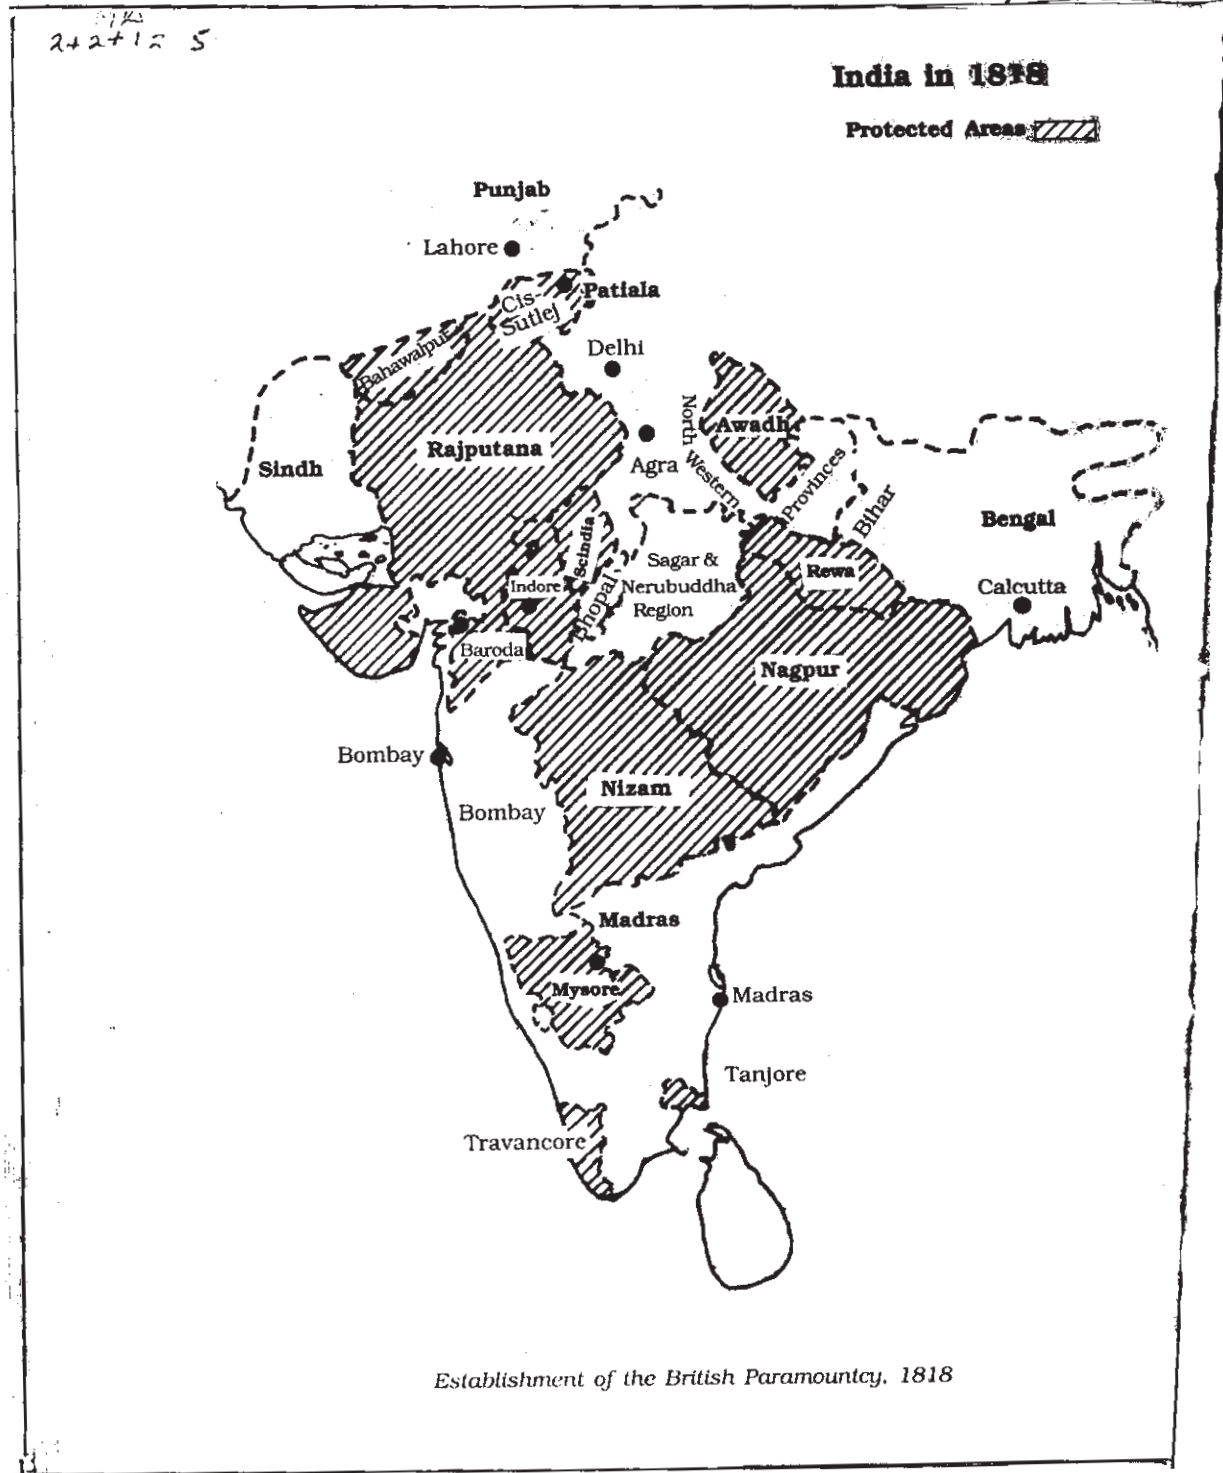 2+2+1= 5
India in 1818
Protected Areas
Punjab
Lahore
Cis-
Sutlej
Patiala
Bahawalpur
Delhi
Rajputana
Sindh
Agra
North Western Provinces
Awadh
Bihar
Bengal
Scindia
Sagar &
Nerubuddha
Region
Rewa
Calcutta
Indore
Bhopal
Baroda
Nagpur
Bombay
Nizam
Bombay
Madras
Mysore
Madras
Tanjore
Travancore
Establishment of the British Paramountcy, 1818